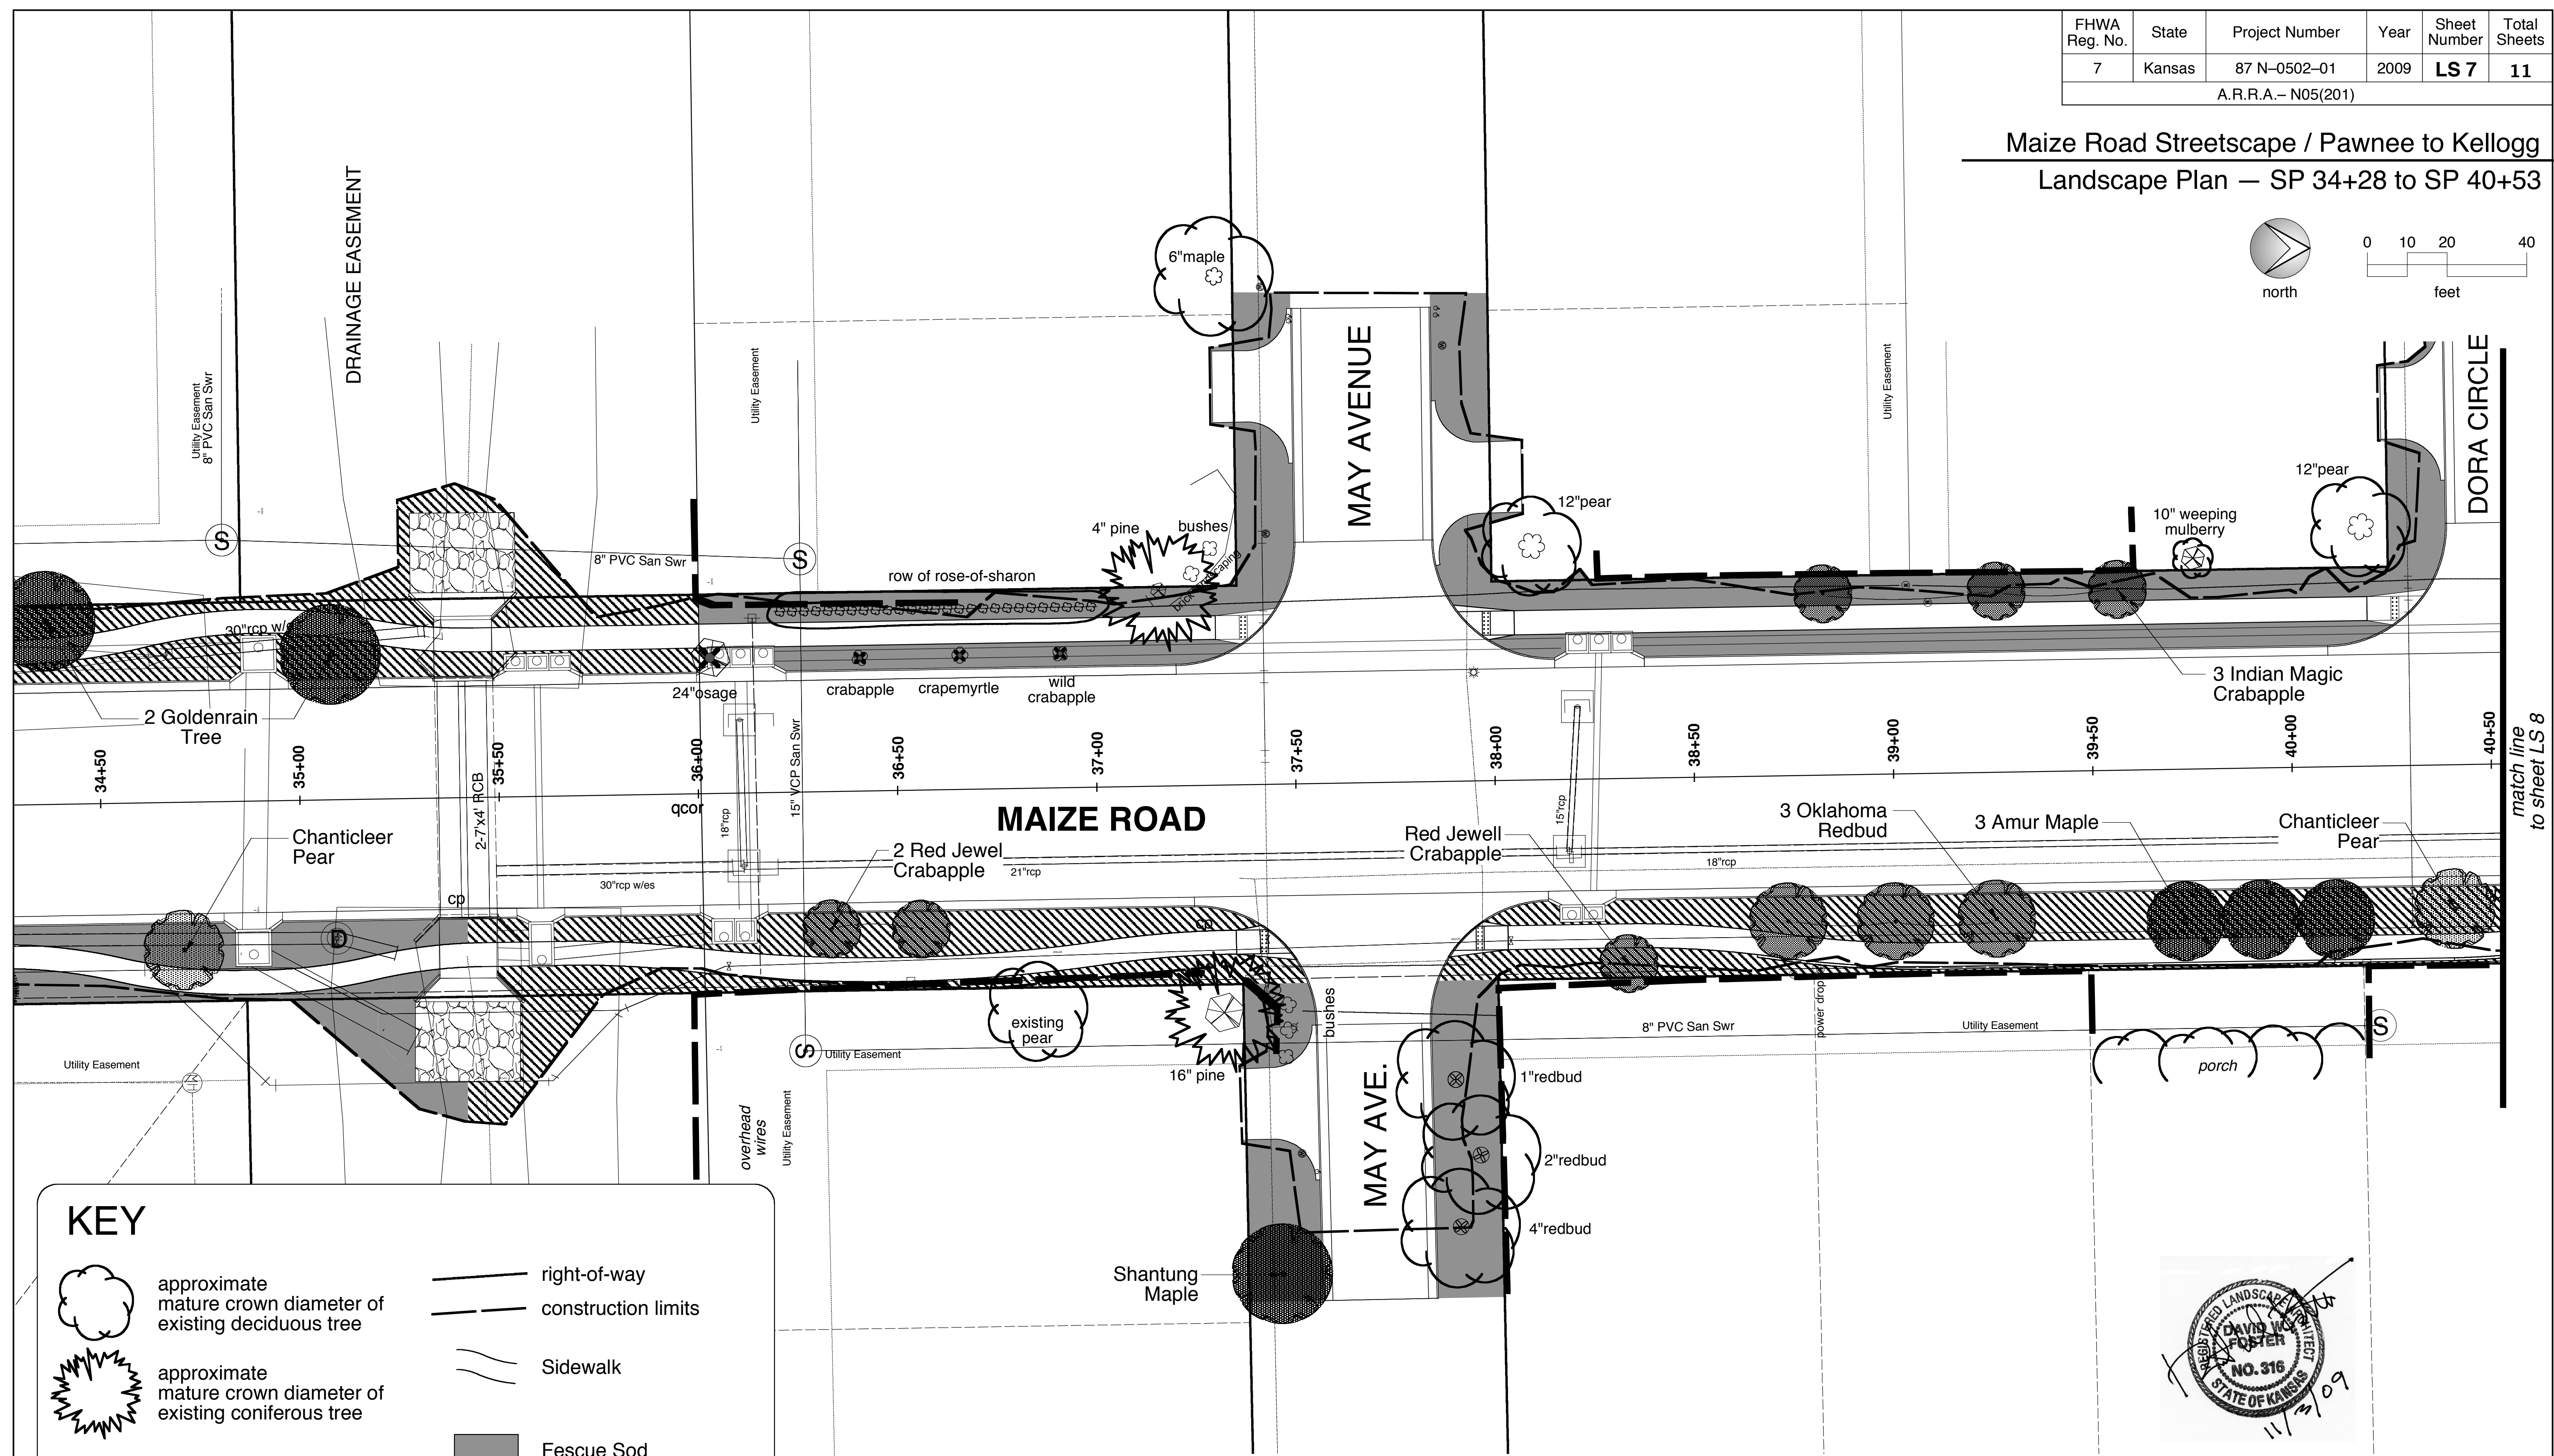 FHWA Reg. No.
State
Project Number
Year
Sheet Number
Total Sheets
7
Kansas
87 N–0502–01
2009
LS 7
11
A.R.R.A.– N05(201)
Maize Road Streetscape / Pawnee to Kellogg
Landscape Plan — SP 34+28 to SP 40+53
north
0 10 20 40
feet
DRAINAGE EASEMENT
Utility Easement
8" PVC San Swr
Utility Easement
6"maple
MAY AVENUE
Utility Easement
DORA CIRCLE
12"pear
12"pear
10" weeping
mulberry
4" pine
bushes
S
S
8" PVC San Swr
row of rose-of-sharon
30"rcp w/e
24"osage
crabapple
crapemyrtle
wild
crabapple
2 Goldenrain
Tree
3 Indian Magic
Crabapple
match line
to sheet LS 8
34+50
35+00
35+50
36+00
36+50
37+00
37+50
38+00
38+50
39+00
39+50
40+00
40+50
2-7'x4' RCB
15" VCP San Swr
18"rcp
15"rcp
qcor
MAIZE ROAD
Chanticleer
Pear
2 Red Jewel
Crabapple
21"rcp
30"rcp w/es
Red Jewell
Crabapple
3 Oklahoma
Redbud
3 Amur Maple
Chanticleer
Pear
18"rcp
cp
cp
D
existing
pear
16" pine
bushes
8" PVC San Swr
Utility Easement
power drop
S
porch
Utility Easement
MH
S
Utility Easement
overhead
wires
Utility Easement
MAY AVE.
1"redbud
2"redbud
4"redbud
Shantung
Maple
KEY
approximate
mature crown diameter of
existing deciduous tree
approximate
mature crown diameter of
existing coniferous tree
right-of-way
construction limits
Sidewalk
Fescue Sod
REGISTERED LANDSCAPE ARCHITECT
DAVID W.
FOSTER
NO. 316
STATE OF KANSAS